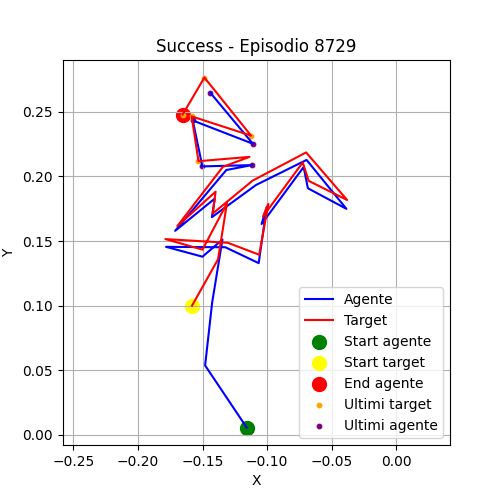 Success - Episodio 8729
Y
0.25
0.20
0.15
0.10
0.05
0.00
−0.25
−0.20
−0.15
−0.10
−0.05
0.00
X
Agente
Target
Start agente
Start target
End agente
Ultimi target
Ultimi agente